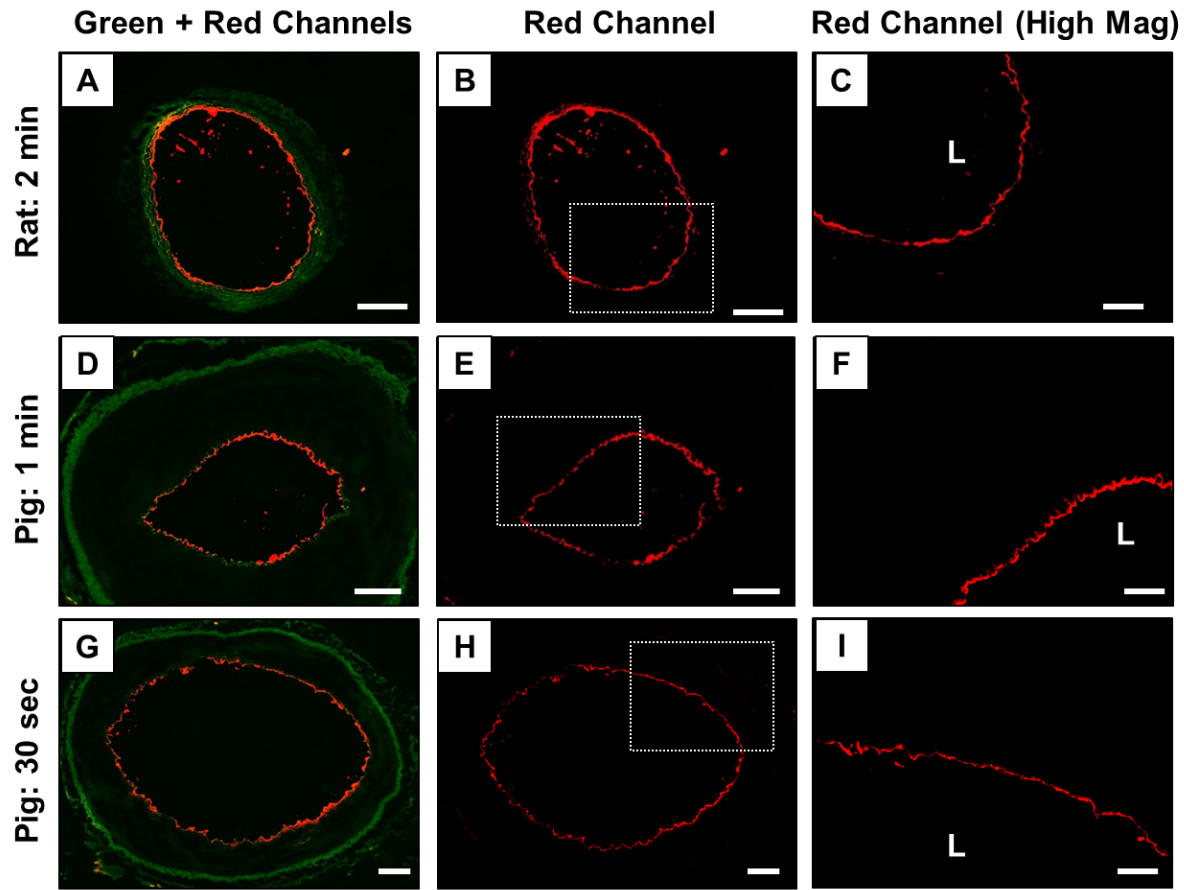 Green + Red Channels
Red Channel
Red Channel (High Mag)
Rat: 2 min
A
B
C
L
Pig: 1 min
D
E
F
L
Pig: 30 sec
G
H
I
L